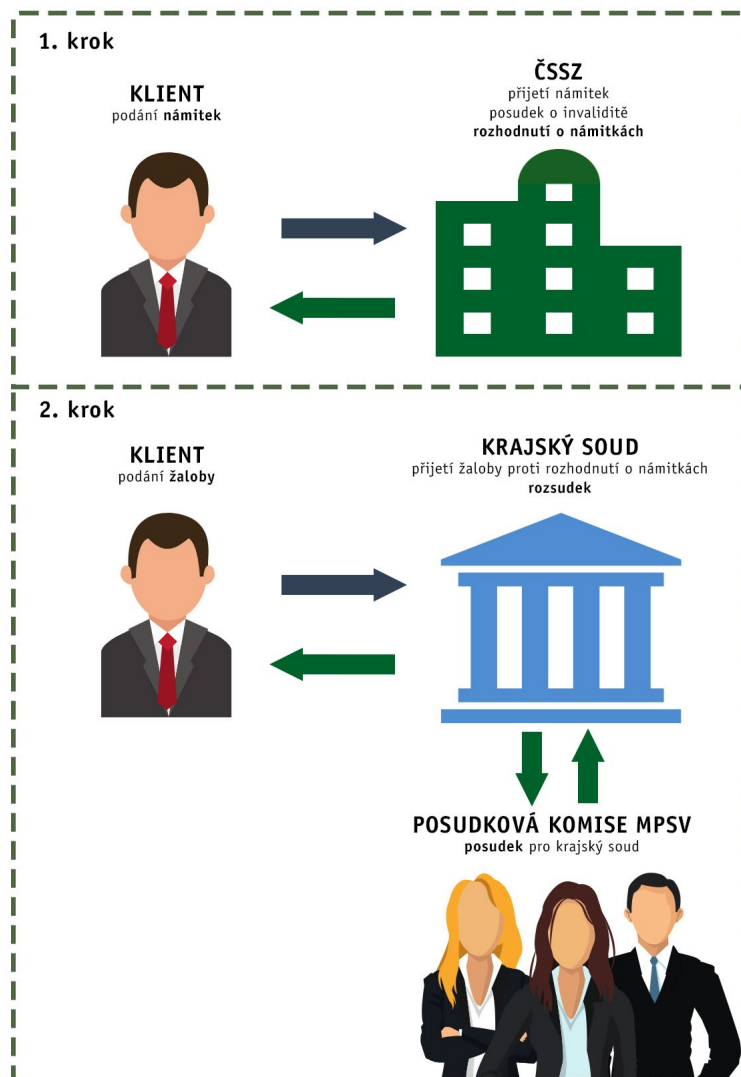 1. krok
KLIENT
podání námitek
ČSSZ
přijetí námitek
posudek o invaliditě
rozhodnutí o námitkách
2. krok
KLIENT
podání žaloby
KRAJSKÝ SOUD
přijetí žaloby proti rozhodnutí o námitkách
rozsudek
POSUDKOVÁ KOMISE MPSV
posudek pro krajský soud